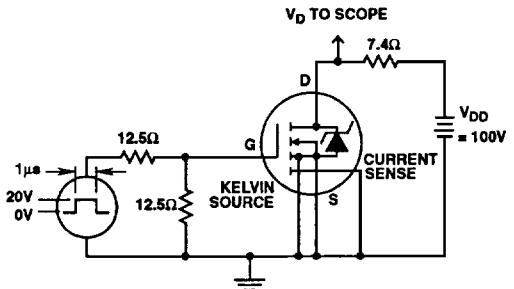 V_D TO SCOPE
7.4Ω
D
V_DD
= 100V
12.5Ω
G
1μs
CURRENT
SENSE
KELVIN
SOURCE
S
20V
0V
12.5Ω